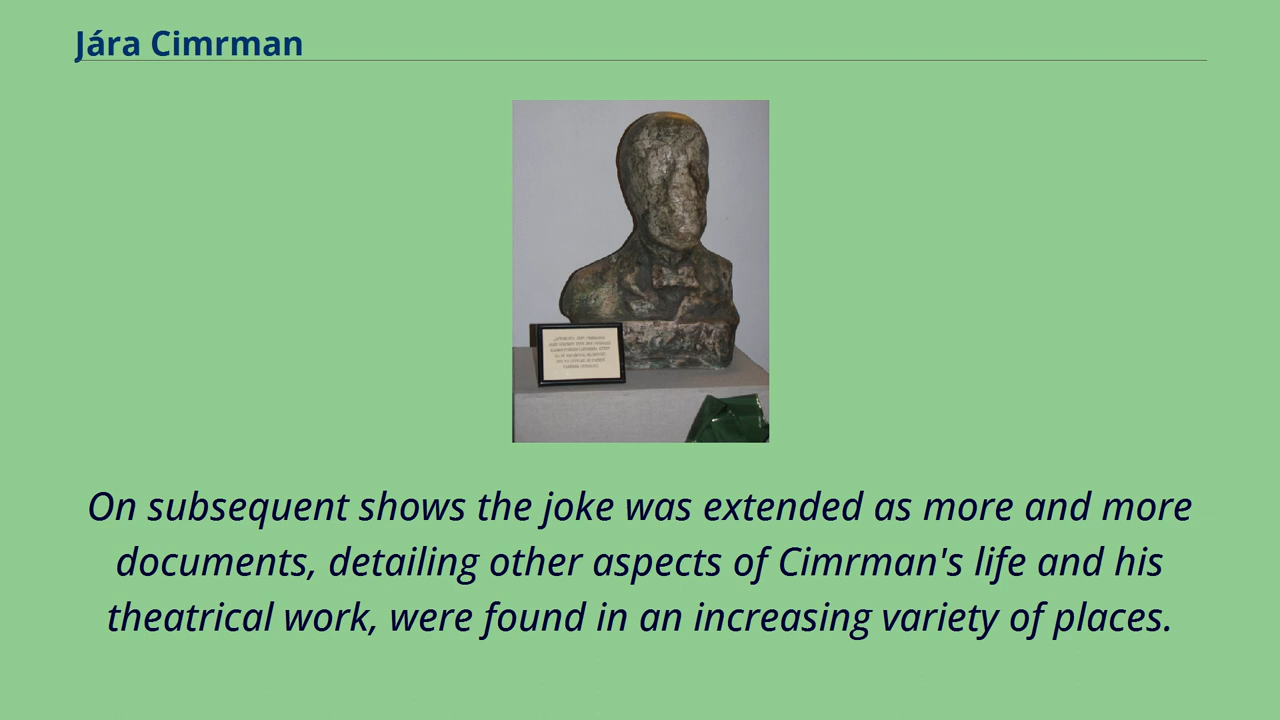 Jára Cimrman
On subsequent shows the joke was extended as more and more
documents, detailing other aspects of Cimrman's life and his
theatrical work, were found in an increasing variety of places.